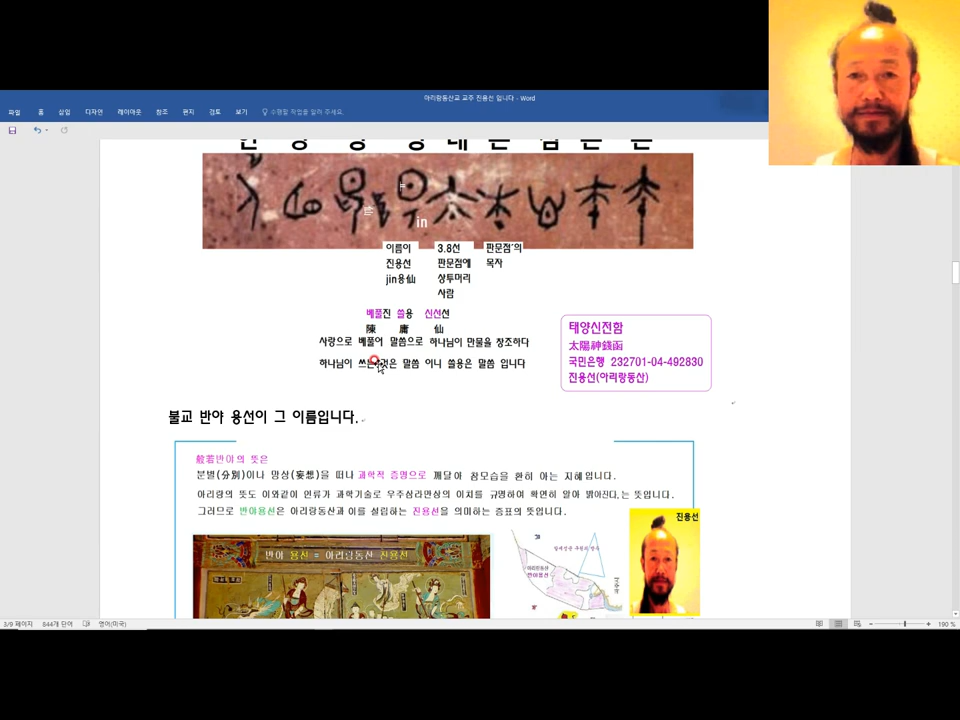 아리랑동산교 교주 진용선 입니다 - Word
파일 홈 삽입 디자인 레이아웃 참조 편지 검토 보기 수행할 작업을 알려 주세요.
in
이름이
진용선
jin용仙
3.8선
판문점에
상투머리
사람
판문점의
목자
베풀진 쓸용 신선선
陳 庸 仙
사랑으로 베풀어 말씀으로 하나님이 만물을 창조하다
하나님이 쓰는 것은 말씀 이니 쓸용은 말씀 입니다
태양신전함
太陽神錢函
국민은행 232701-04-492830
진용선(아리랑동산)
불교 반야 용선이 그 이름입니다.
般若반야의 뜻은
분별(分別)이나 망상(妄想)을 떠나 과학적 증명으로 깨달아 참모습을 환히 아는 지혜입니다.
아리랑의 뜻도 이와같이 인류가 과학기술로 우주삼라만상의 이치를 규명하여 확연히 알아 밝아진다.는 뜻입니다.
그러므로 반야용선은 아리랑동산과 이를 설립하는 진용선을 의미하는 증표의 뜻입니다.
반야 용선 = 아리랑동산 진용선
아리랑동산
반야용선
진용선
3/9 페이지 844개 단어 영어(미국) 190 %